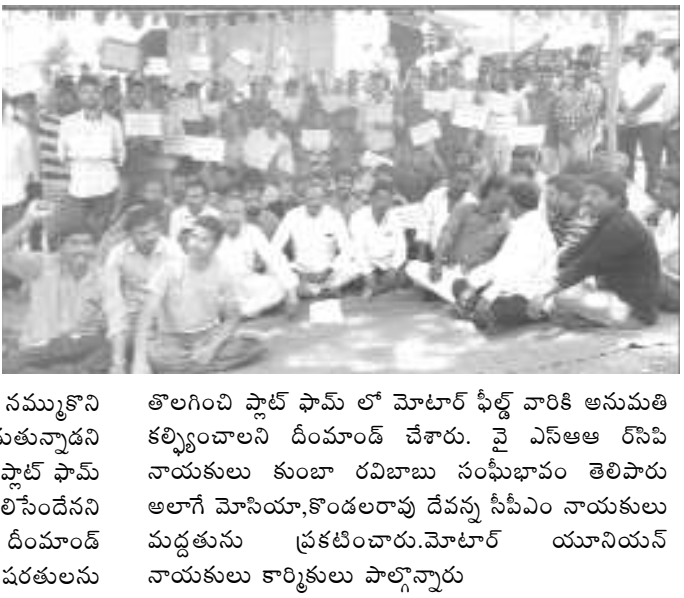 నమ్ముకొని
తున్నాడని
ప్లాట్ ఫామ్
లిసేందేనని
దీంమాండ్
షరతులను
తొలగించి ప్లాట్ ఫామ్ లో మోటార్ ఫీల్డ్ వారికి అనుమతి
కల్ప్యించాలని దీంమాండ్ చేశారు. వై ఎస్ఆఆ ర్‌సిపి
నాయకులు కుంబా రవిబాబు సంఘీభావం తెలిపారు
అలాగే మోసియా,కొండలరావు దేవన్న సీపీఎం నాయకులు
మద్దతును ప్రకటించారు.మోటార్ యూనియన్
నాయకులు కార్మికులు పాల్గొన్నారు